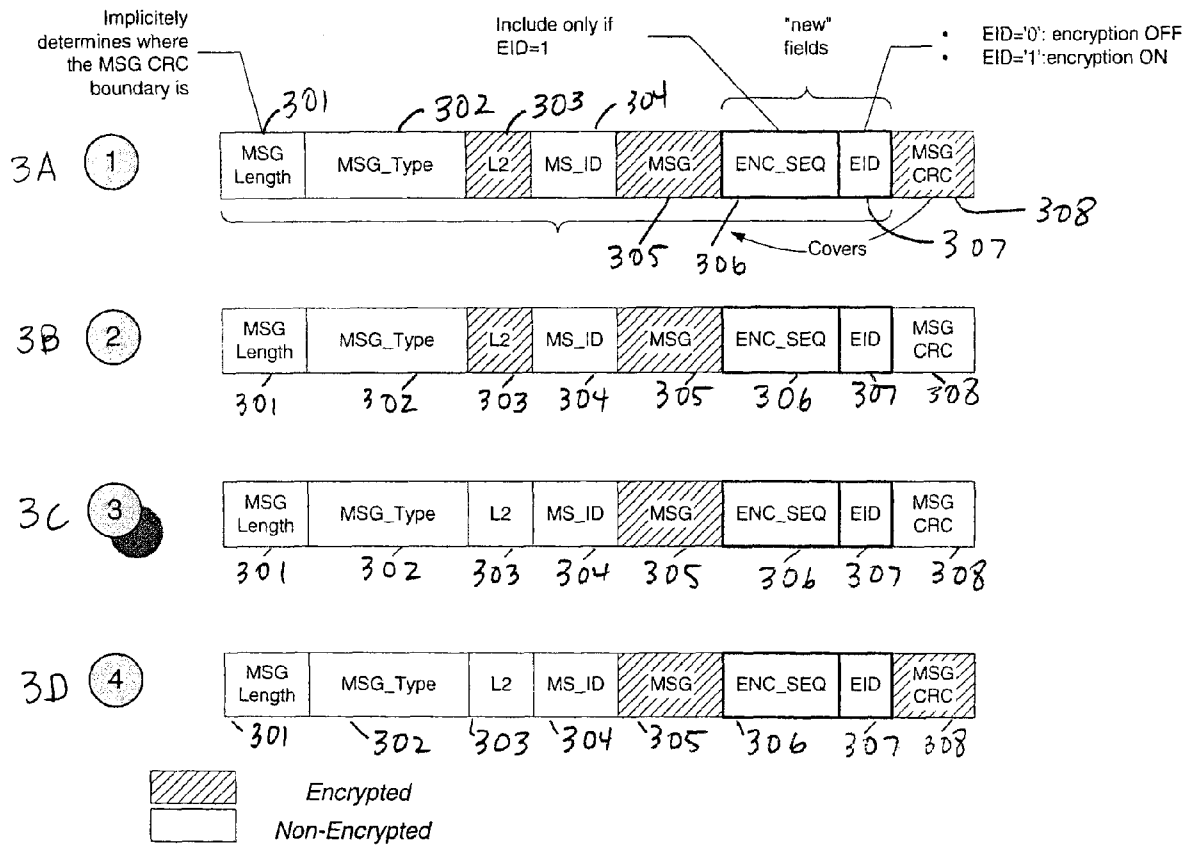 Implicitely
determines where
the MSG CRC
boundary is
Include only if
EID=1
"new"
fields
• EID='0': encryption OFF
• EID='1':encryption ON
301
302
303
304
3A
1
MSG Length
MSG_Type
L2
MS_ID
MSG
ENC_SEQ
EID
MSG CRC
305
306
Covers
307
308
3B
2
MSG Length
MSG_Type
L2
MS_ID
MSG
ENC_SEQ
EID
MSG CRC
301
302
303
304
305
306
307
308
3C
3
MSG Length
MSG_Type
L2
MS_ID
MSG
ENC_SEQ
EID
MSG CRC
301
302
303
304
305
306
307
308
3D
4
MSG Length
MSG_Type
L2
MS_ID
MSG
ENC_SEQ
EID
MSG CRC
301
302
303
304
305
306
307
308
Encrypted
Non-Encrypted